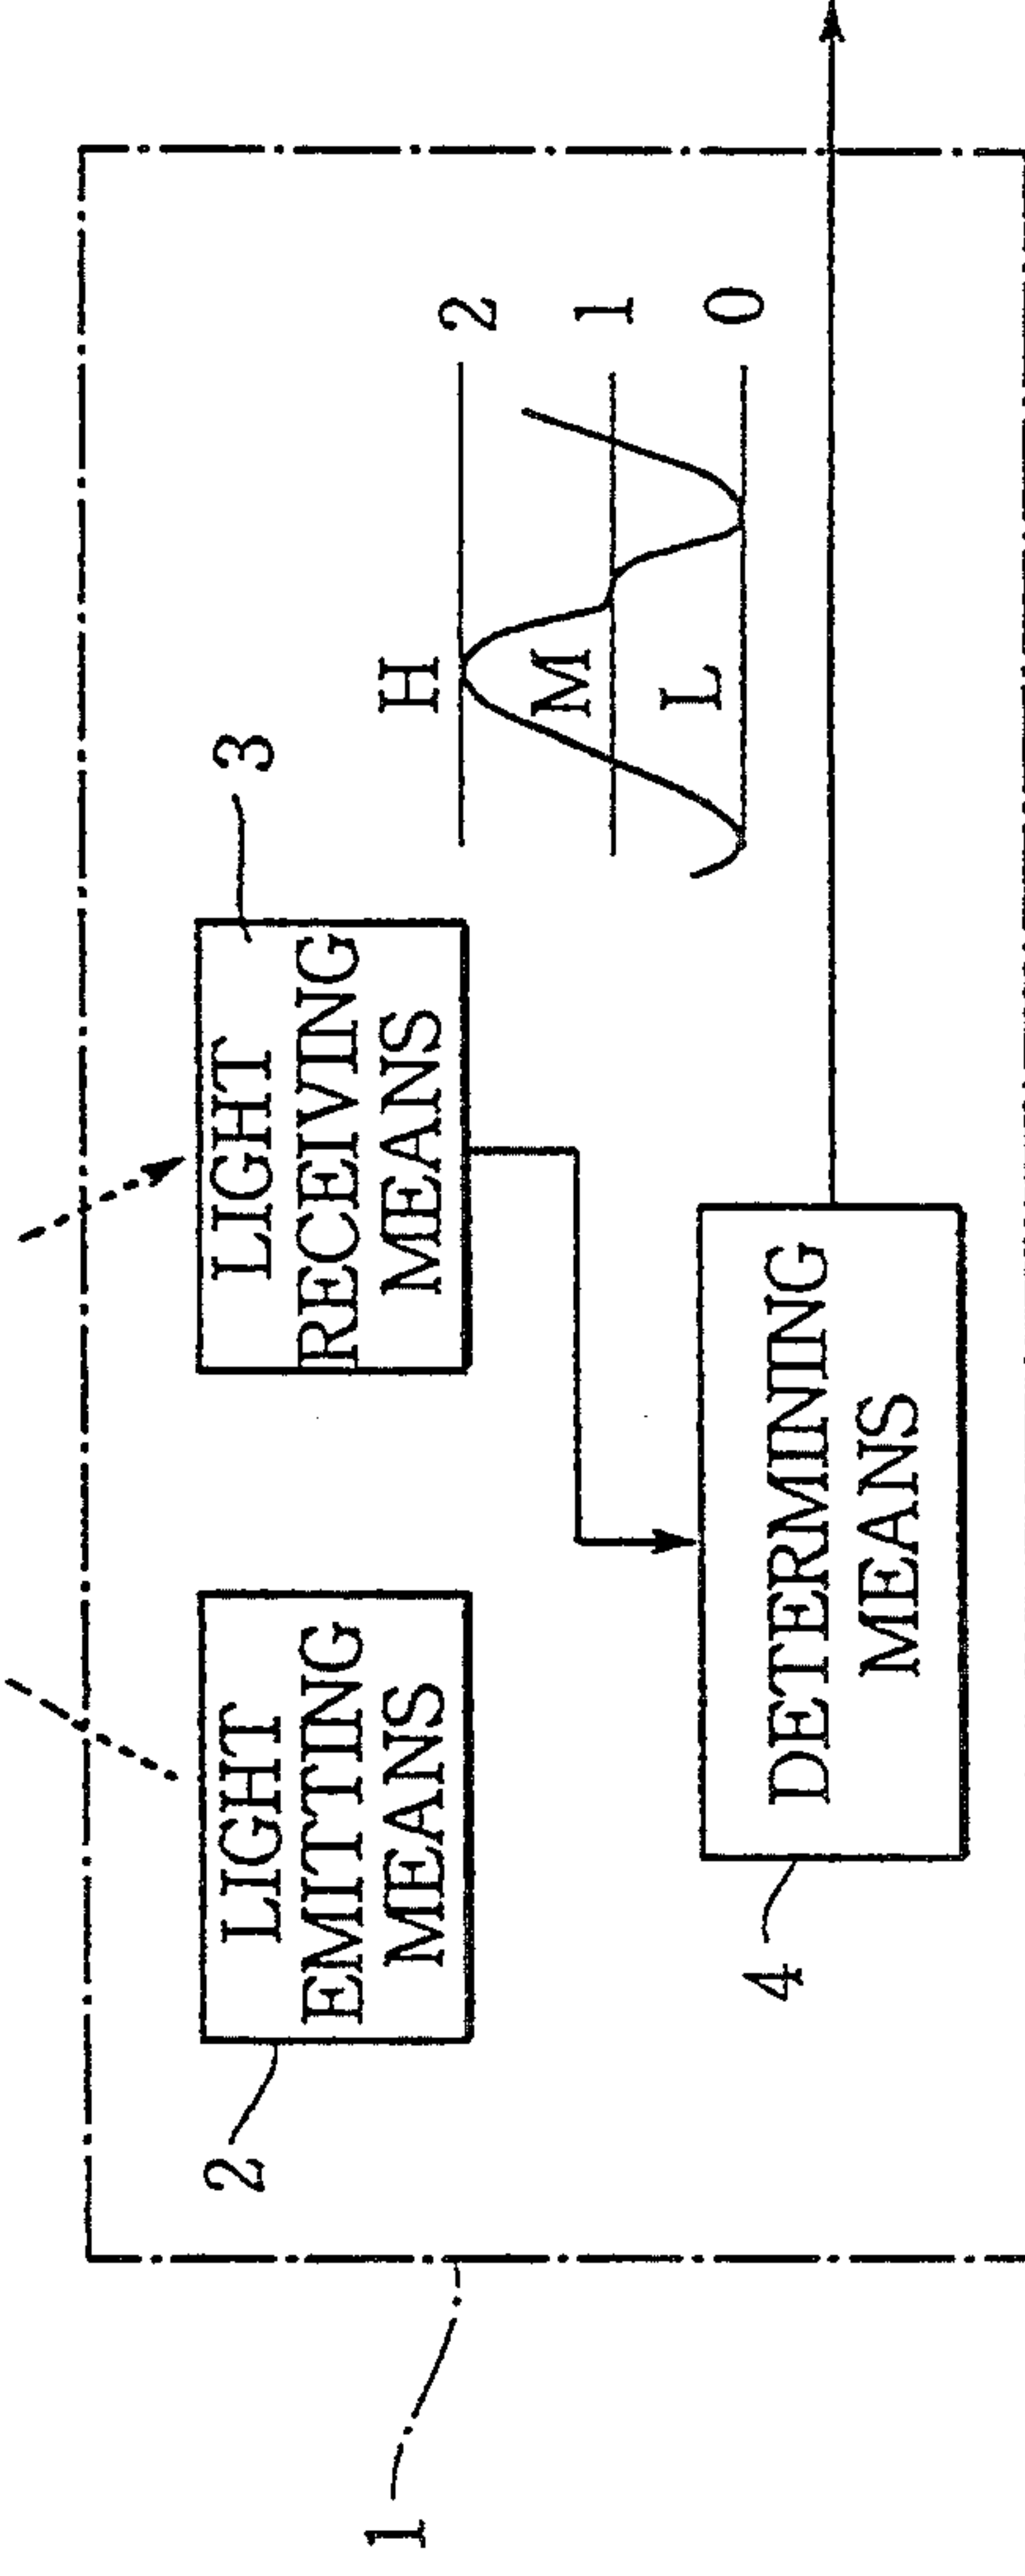 1
2
LIGHT
EMITTING
MEANS
3
LIGHT
RECEIVING
MEANS
H
2
M
1
L
0
4
DETERMINING
MEANS